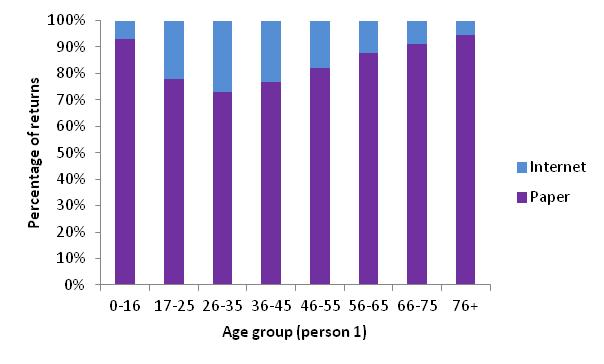 100%
90%
80%
70%
60%
50%
40%
30%
20%
10%
0%
Percentage of returns
0-16 17-25 26-35 36-45 46-55 56-65 66-75 76+
Age group (person 1)
Internet
Paper